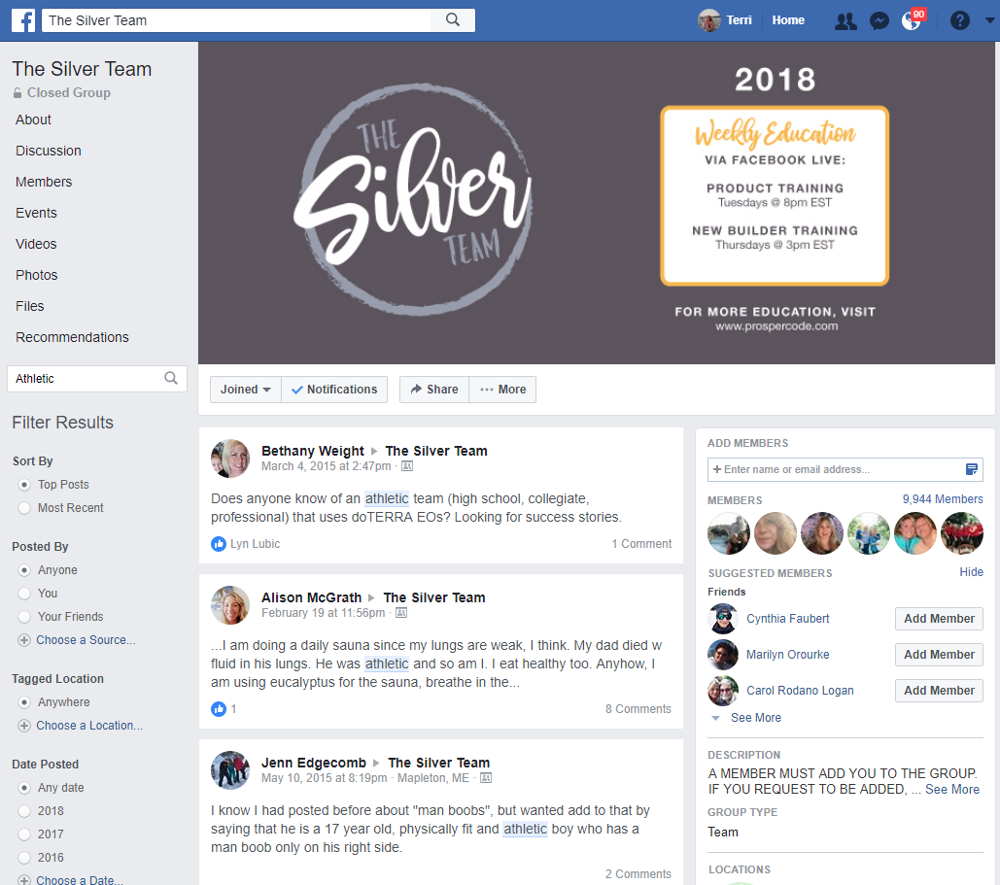 The Silver Team
Terri
Home
90
The Silver Team
Closed Group
About
Discussion
Members
Events
Videos
Photos
Files
Recommendations
Athletic
Filter Results
Sort By
Top Posts
Most Recent
Posted By
Anyone
You
Your Friends
Choose a Source...
Tagged Location
Anywhere
Choose a Location...
Date Posted
Any date
2018
2017
2016
Choose a Date...
THE
Silver
TEAM
2018
Weekly Education
VIA FACEBOOK LIVE:
PRODUCT TRAINING
Tuesdays @ 8pm EST
NEW BUILDER TRAINING
Thursdays @ 3pm EST
FOR MORE EDUCATION, VISIT
www.prospercode.com
Joined
Notifications
Share
More
Bethany Weight The Silver Team
March 4, 2015 at 2:47pm ·
Does anyone know of an athletic team (high school, collegiate,
professional) that uses doTERRA EOs? Looking for success stories.
Lyn Lubic
1 Comment
Alison McGrath The Silver Team
February 19 at 11:56pm ·
...I am doing a daily sauna since my lungs are weak, I think. My dad died w
fluid in his lungs. He was athletic and so am I. I eat healthy too. Anyhow, I
am using eucalyptus for the sauna, breathe in the...
1
8 Comments
Jenn Edgecomb The Silver Team
May 10, 2015 at 8:19pm · Mapleton, ME ·
I know I had posted before about "man boobs", but wanted add to that by
saying that he is a 17 year old, physically fit and athletic boy who has a
man boob only on his right side.
2 Comments
ADD MEMBERS
Enter name or email address...
MEMBERS
9,944 Members
SUGGESTED MEMBERS
Hide
Friends
Cynthia Faubert
Add Member
Marilyn Orourke
Add Member
Carol Rodano Logan
Add Member
See More
DESCRIPTION
A MEMBER MUST ADD YOU TO THE GROUP.
IF YOU REQUEST TO BE ADDED, ... See More
GROUP TYPE
Team
LOCATIONS